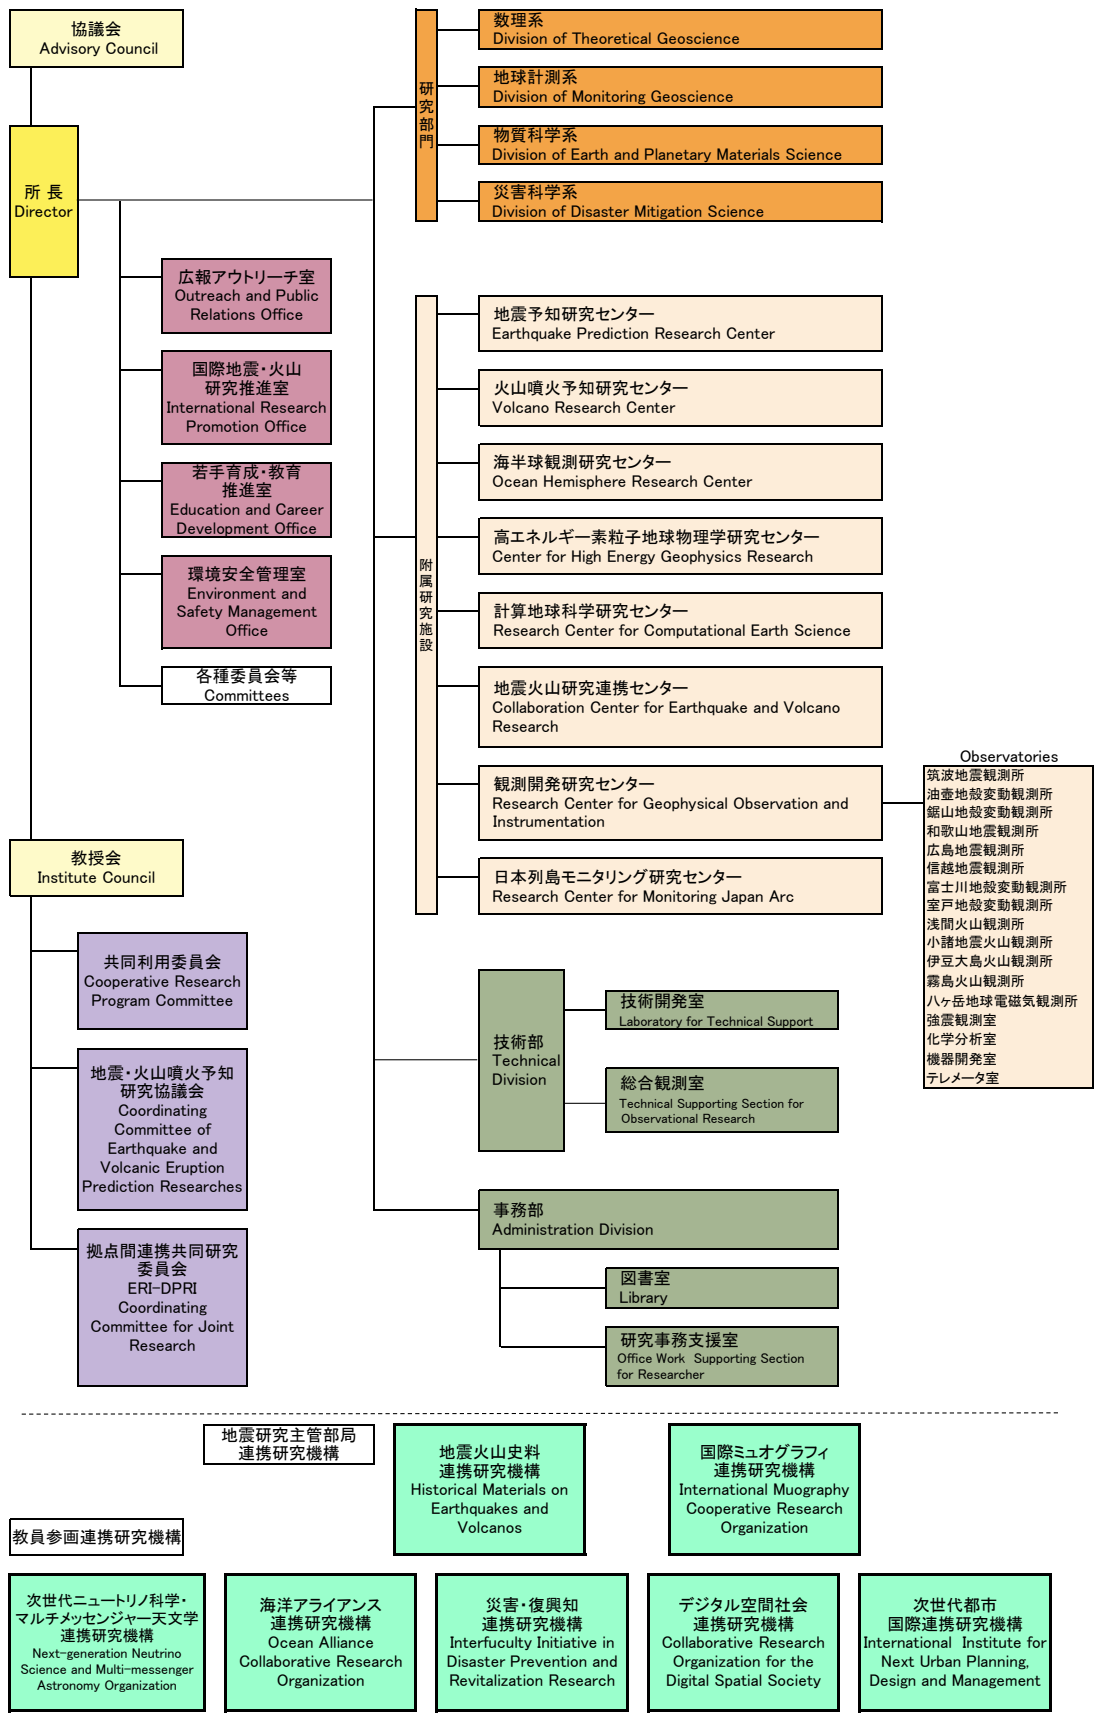 協議会
Advisory Council
所 長
Director
広報アウトリーチ室
Outreach and Public
Relations Office
国際地震・火山
研究推進室
International Research
Promotion Office
若手育成・教育
推進室
Education and Career
Development Office
環境安全管理室
Environment and
Safety Management
Office
各種委員会等
Committees
研究部門
数理系
Division of Theoretical Geoscience
地球計測系
Division of Monitoring Geoscience
物質科学系
Division of Earth and Planetary Materials Science
災害科学系
Division of Disaster Mitigation Science
附属研究施設
地震予知研究センター
Earthquake Prediction Research Center
火山噴火予知研究センター
Volcano Research Center
海半球観測研究センター
Ocean Hemisphere Research Center
高エネルギー素粒子地球物理学研究センター
Center for High Energy Geophysics Research
計算地球科学研究センター
Research Center for Computational Earth Science
地震火山研究連携センター
Collaboration Center for Earthquake and Volcano
Research
観測開発研究センター
Research Center for Geophysical Observation and
Instrumentation
日本列島モニタリング研究センター
Research Center for Monitoring Japan Arc
Observatories
筑波地震観測所
油壷地殻変動観測所
鋸山地殻変動観測所
和歌山地震観測所
広島地震観測所
信越地震観測所
富士川地殻変動観測所
室戸地殻変動観測所
浅間火山観測所
小諸地震火山観測所
伊豆大島火山観測所
霧島火山観測所
八ヶ岳地球電磁気観測所
強震観測室
化学分析室
機器開発室
テレメータ室
教授会
Institute Council
共同利用委員会
Cooperative Research
Program Committee
地震・火山噴火予知
研究協議会
Coordinating
Committee of
Earthquake and
Volcanic Eruption
Prediction Researches
拠点間連携共同研究
委員会
ERI-DPRI
Coordinating
Committee for Joint
Research
技術部
Technical
Division
技術開発室
Laboratory for Technical Support
総合観測室
Technical Supporting Section for
Observational Research
事務部
Administration Division
図書室
Library
研究事務支援室
Office Work Supporting Section
for Researcher
地震研究主管部局
連携研究機構
地震火山史料
連携研究機構
Historical Materials on
Earthquakes and
Volcanos
国際ミュオグラフィ
連携研究機構
International Muography
Cooperative Research
Organization
教員参画連携研究機構
次世代ニュートリノ科学・
マルチメッセンジャー天文学
連携研究機構
Next-generation Neutrino
Science and Multi-messenger
Astronomy Organization
海洋アライアンス
連携研究機構
Ocean Alliance
Collaborative Research
Organization
災害・復興知
連携研究機構
Interfuculty Initiative in
Disaster Prevention and
Revitalization Research
デジタル空間社会
連携研究機構
Collaborative Research
Organization for the
Digital Spatial Society
次世代都市
国際連携研究機構
International Institute for
Next Urban Planning,
Design and Management